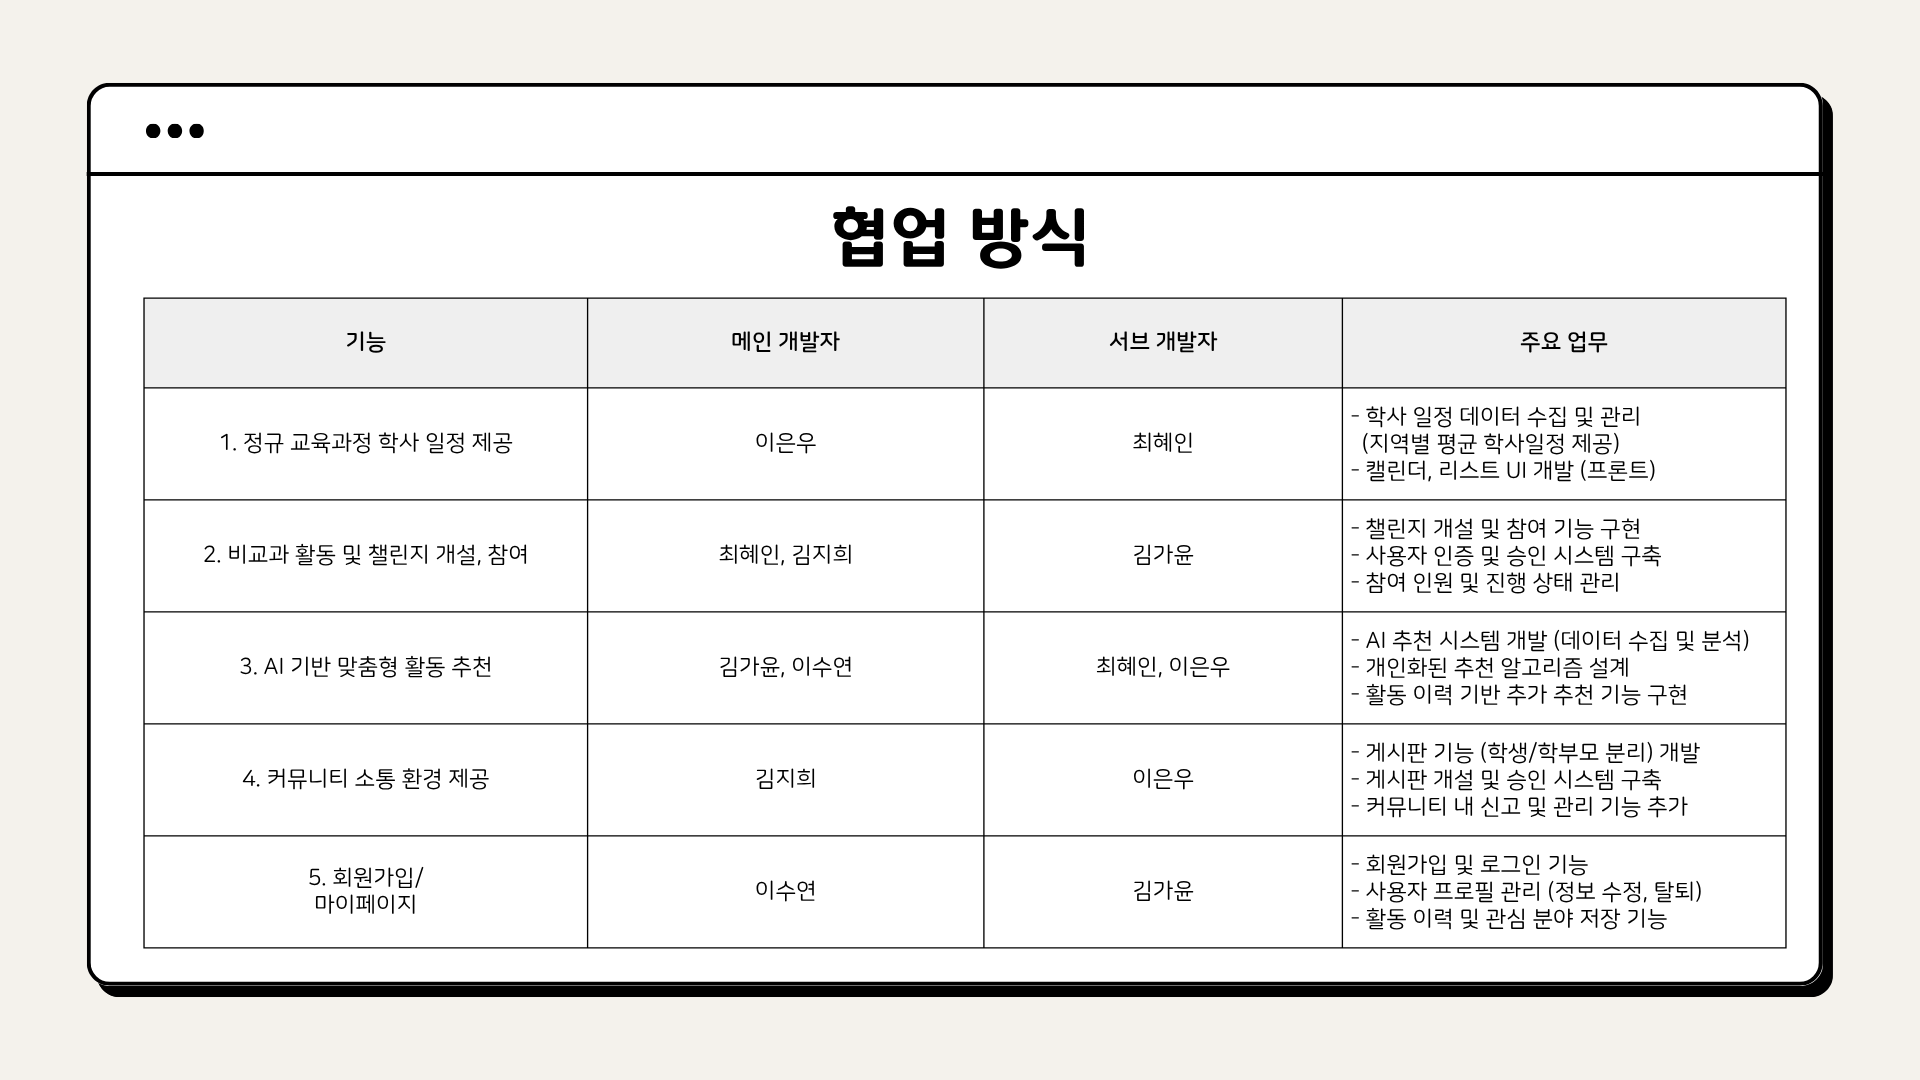 협업 방식
기능 메인 개발자 서브 개발자 주요 업무
1. 정규 교육과정 학사 일정 제공
이은우
최혜인
- 학사 일정 데이터 수집 및 관리
(지역별 평균 학사일정 제공)
- 캘린더, 리스트 UI 개발 (프론트)
2. 비교과 활동 및 챌린지 개설, 참여
최혜인, 김지희
김가윤
- 챌린지 개설 및 참여 기능 구현
- 사용자 인증 및 승인 시스템 구축
- 참여 인원 및 진행 상태 관리
3. AI 기반 맞춤형 활동 추천
김가윤, 이수연
최혜인, 이은우
- AI 추천 시스템 개발 (데이터 수집 및 분석)
- 개인화된 추천 알고리즘 설계
- 활동 이력 기반 추가 추천 기능 구현
4. 커뮤니티 소통 환경 제공
김지희
이은우
- 게시판 기능 (학생/학부모 분리) 개발
- 게시판 개설 및 승인 시스템 구축
- 커뮤니티 내 신고 및 관리 기능 추가
5. 회원가입/
마이페이지
이수연
김가윤
- 회원가입 및 로그인 기능
- 사용자 프로필 관리 (정보 수정, 탈퇴)
- 활동 이력 및 관심 분야 저장 기능